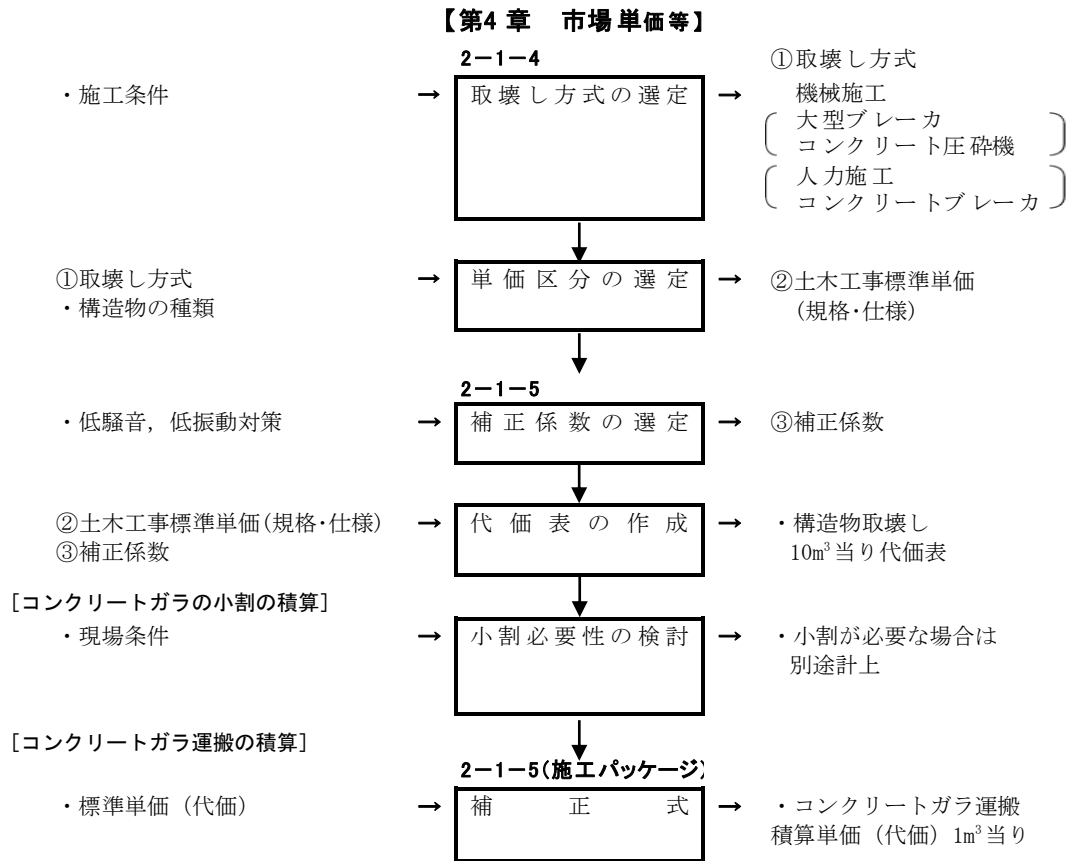 【第4章 市場単価等】
2-1-4
・施工条件 → 取壊し方式の選定 → ①取壊し方式
機械施工
大型ブレーカ
コンクリート圧砕機
人力施工
コンクリートブレーカ
①取壊し方式 → 単価区分の選定 → ②土木工事標準単価
・構造物の種類 (規格・仕様)
2-1-5
・低騒音，低振動対策 → 補正係数の選定 → ③補正係数
②土木工事標準単価(規格・仕様) → 代価表の作成 → ・構造物取壊し
③補正係数 10m³当り代価表
[コンクリートガラの小割の積算]
・現場条件 → 小割必要性の検討 → ・小割が必要な場合は
別途計上
[コンクリートガラ運搬の積算]
2-1-5(施工パッケージ)
・標準単価（代価） → 補正式 → ・コンクリートガラ運搬
積算単価（代価）1m³当り